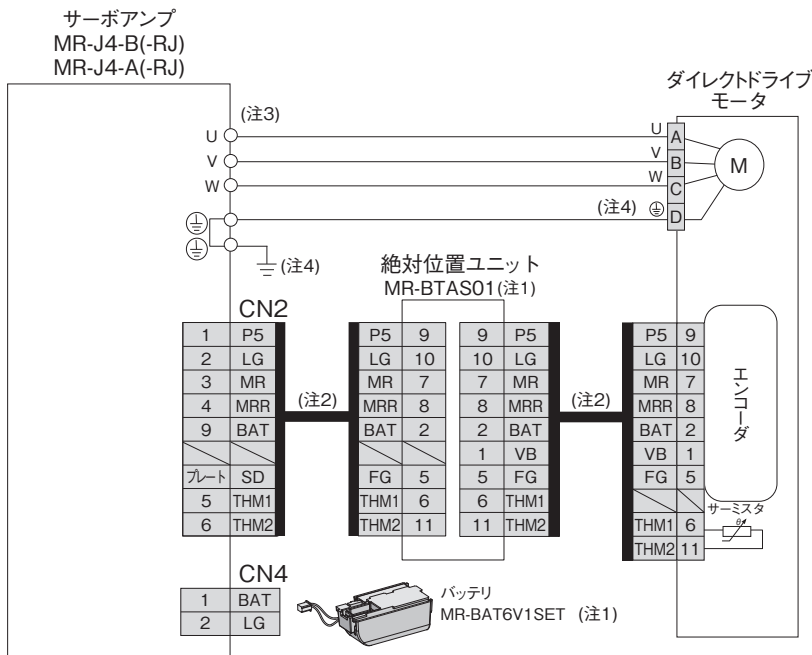 サーボアンプ
MR-J4-B(-RJ)
MR-J4-A(-RJ)
ダイレクトドライブ
モータ
(注3)
U
V
W
U A
V B
W C
(注4) D
M
(注4)
絶対位置ユニット
MR-BTAS01(注1)
CN2
1 P5
2 LG
3 MR
4 MRR
9 BAT
プレート SD
5 THM1
6 THM2
(注2)
P5 9
LG 10
MR 7
MRR 8
BAT 2
FG 5
THM1 6
THM2 11
9 P5
10 LG
7 MR
8 MRR
2 BAT
1 VB
5 FG
6 THM1
11 THM2
(注2)
P5 9
LG 10
MR 7
MRR 8
BAT 2
VB 1
FG 5
THM1 6
THM2 11
エンコーダ
サーミスタ
θ
CN4
1 BAT
2 LG
バッテリ
MR-BAT6V1SET (注1)